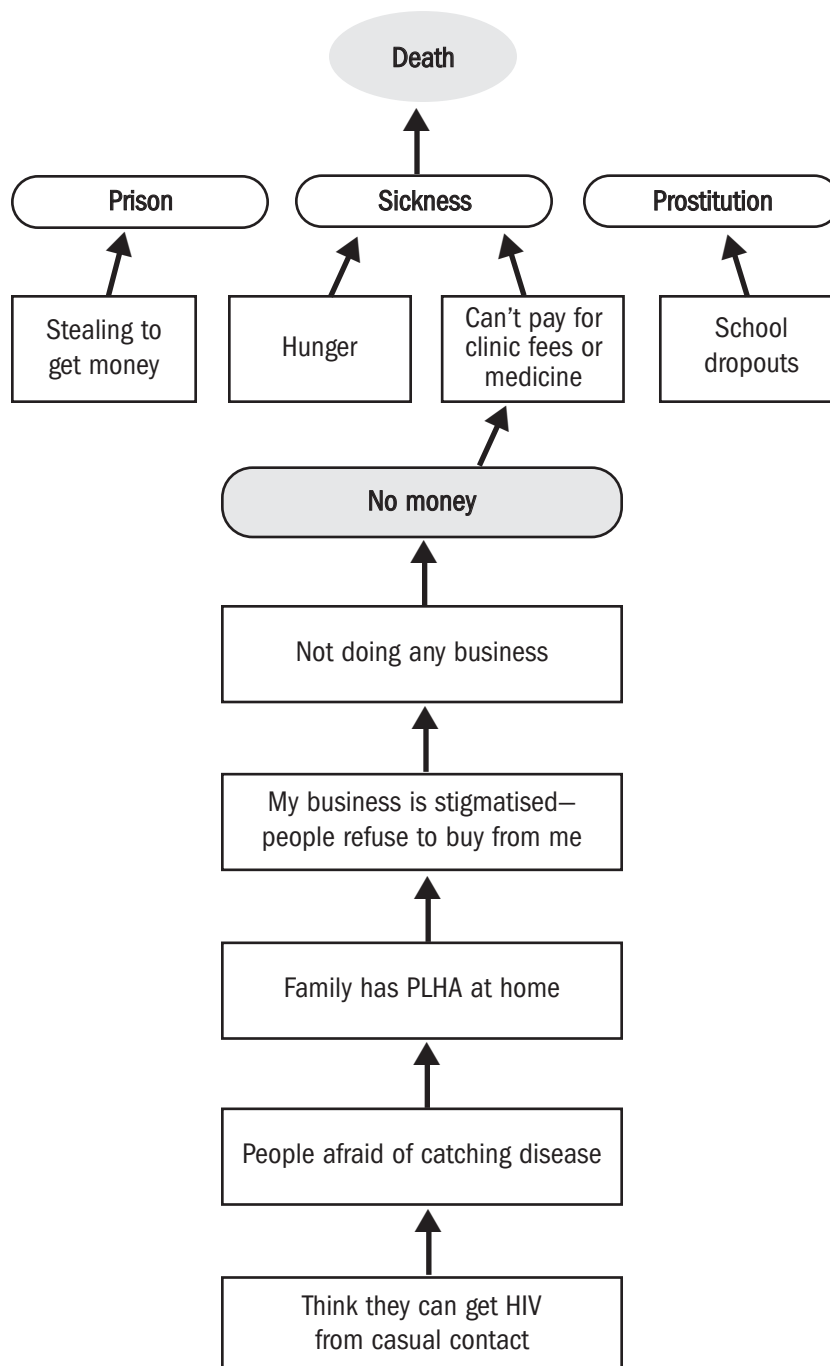 Death
Prison
Sickness
Prostitution
Stealing to
get money
Hunger
Can't pay for
clinic fees or
medicine
School
dropouts
No money
Not doing any business
My business is stigmatised—
people refuse to buy from me
Family has PLHA at home
People afraid of catching disease
Think they can get HIV
from casual contact